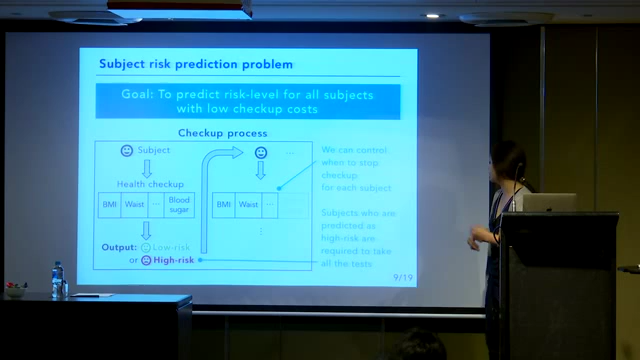 Subject risk prediction problem
Goal: To predict risk-level for all subjects
with low checkup costs
Checkup process
Subject
...
Health checkup
BMI
Waist
...
Blood
sugar
BMI
Waist
...
Output:
Low-risk
or
High-risk
We can control
when to stop
checkup
for each subject
Subjects who are
predicted as
high-risk are
required to take
all the tests
9/19